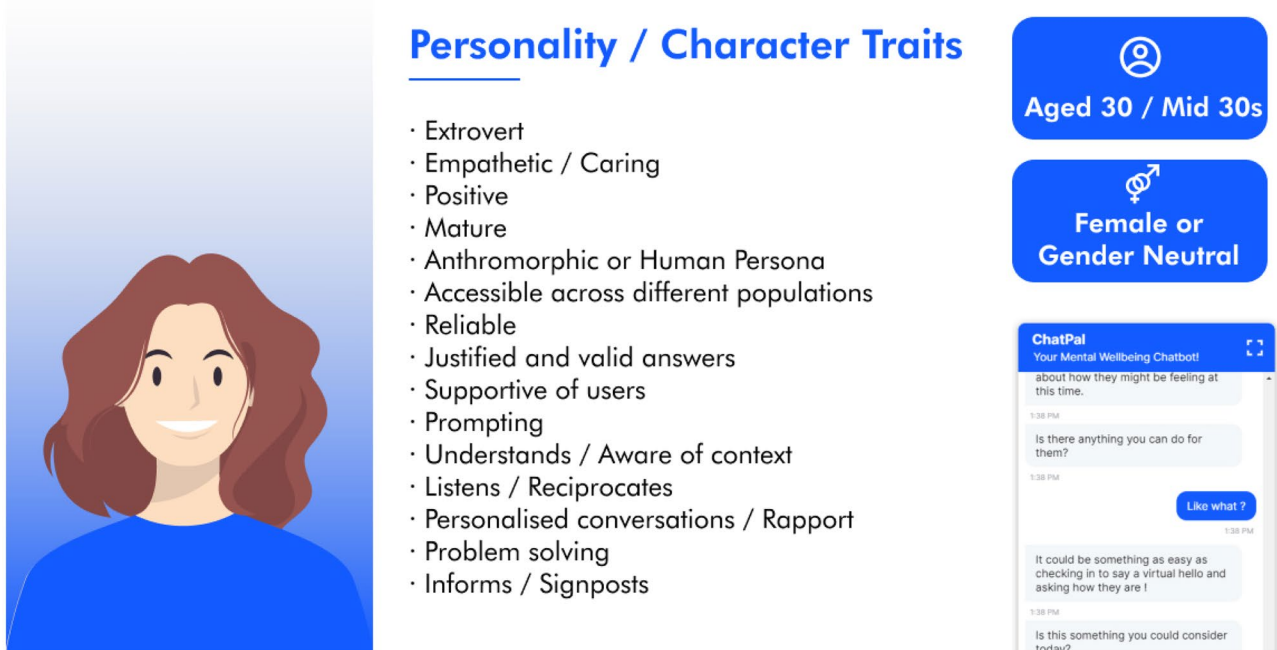 Personality / Character Traits
· Extrovert
· Empathetic / Caring
· Positive
· Mature
· Anthromorphic or Human Persona
· Accessible across different populations
· Reliable
· Justified and valid answers
· Supportive of users
· Prompting
· Understands / Aware of context
· Listens / Reciprocates
· Personalised conversations / Rapport
· Problem solving
· Informs / Signposts
Aged 30 / Mid 30s
Female or
Gender Neutral
ChatPal
Your Mental Wellbeing Chatbot!
about how they might be feeling at
this time.
1:38 PM
Is there anything you can do for
them?
1:38 PM
Like what ?
1:38 PM
It could be something as easy as
checking in to say a virtual hello and
asking how they are !
1:38 PM
Is this something you could consider
today?